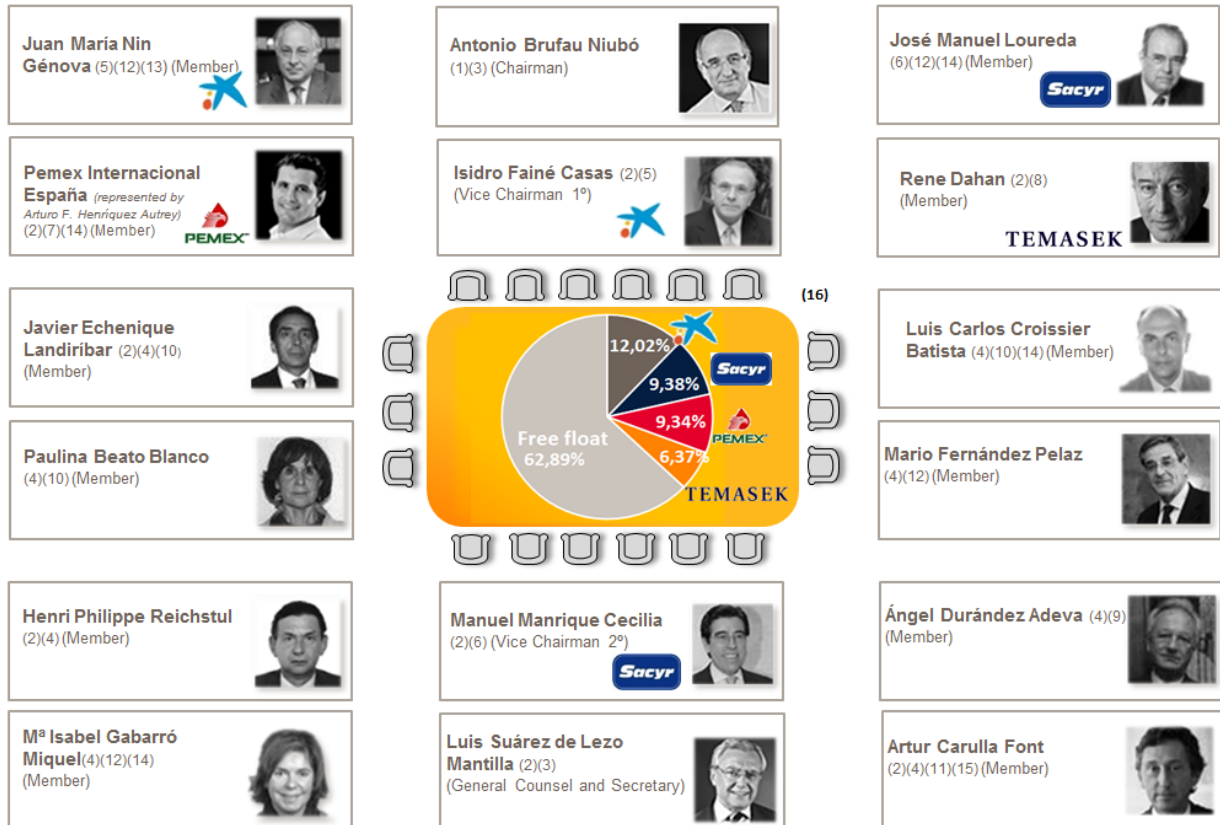 Juan María Nin
Génova (5)(12)(13) (Member)
Antonio Brufau Niubó
(1)(3) (Chairman)
José Manuel Loureda
(6)(12)(14) (Member)
Sacyr
Pemex Internacional
España (represented by
Arturo F. Henríquez Autrey)
(2)(7)(14) (Member)
PEMEX
Isidro Fainé Casas (2)(5)
(Vice Chairman 1º)
Rene Dahan (2)(8)
(Member)
TEMASEK
Javier Echenique
Landiríbar (2)(4)(10)
(Member)
(16)
12,02%
9,38%
Sacyr
9,34%
PEMEX
6,37%
TEMASEK
Free float
62,89%
Luis Carlos Croissier
Batista (4)(10)(14) (Member)
Paulina Beato Blanco
(4)(10) (Member)
Mario Fernández Pelaz
(4)(12) (Member)
Henri Philippe Reichstul
(2)(4) (Member)
Manuel Manrique Cecilia
(2)(6) (Vice Chairman 2º)
Sacyr
Ángel Durández Adeva (4)(9)
(Member)
Mª Isabel Gabarró
Miquel(4)(12)(14)
(Member)
Luis Suárez de Lezo
Mantilla (2)(3)
(General Counsel and Secretary)
Artur Carulla Font
(2)(4)(11)(15) (Member)